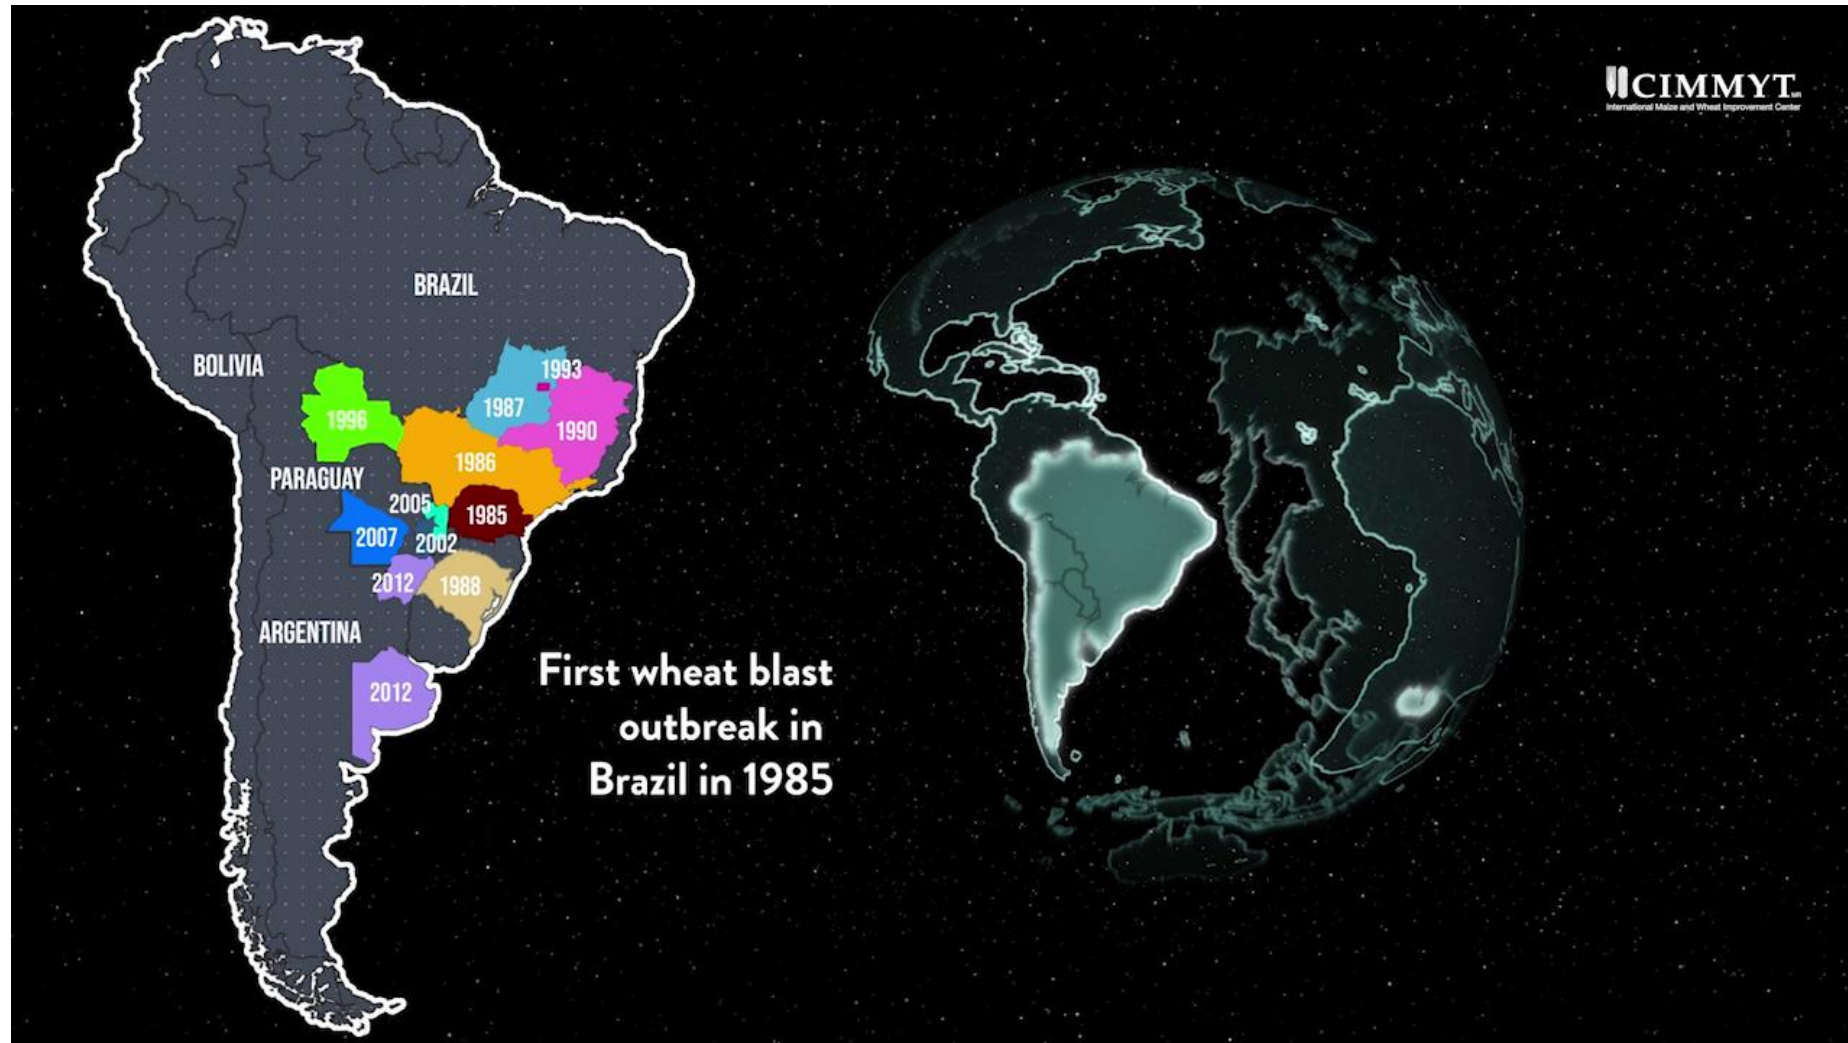 CIMMYT
International Maize and Wheat Improvement Center
BRAZIL
BOLIVIA
1993
1987
1996
1990
1986
PARAGUAY
2005
1985
2007
2002
2012
1988
ARGENTINA
2012
First wheat blast
outbreak in
Brazil in 1985